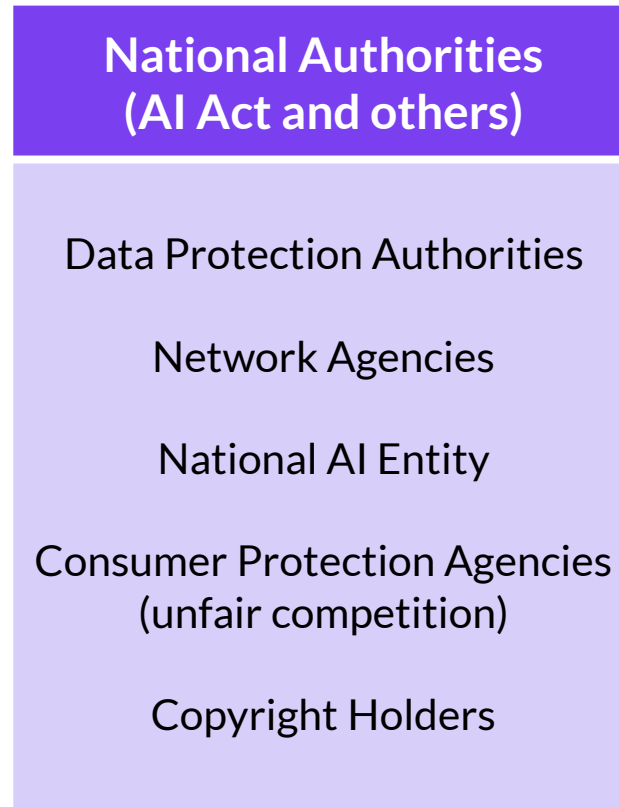 National Authorities
(AI Act and others)
Data Protection Authorities
Network Agencies
National AI Entity
Consumer Protection Agencies
(unfair competition)
Copyright Holders